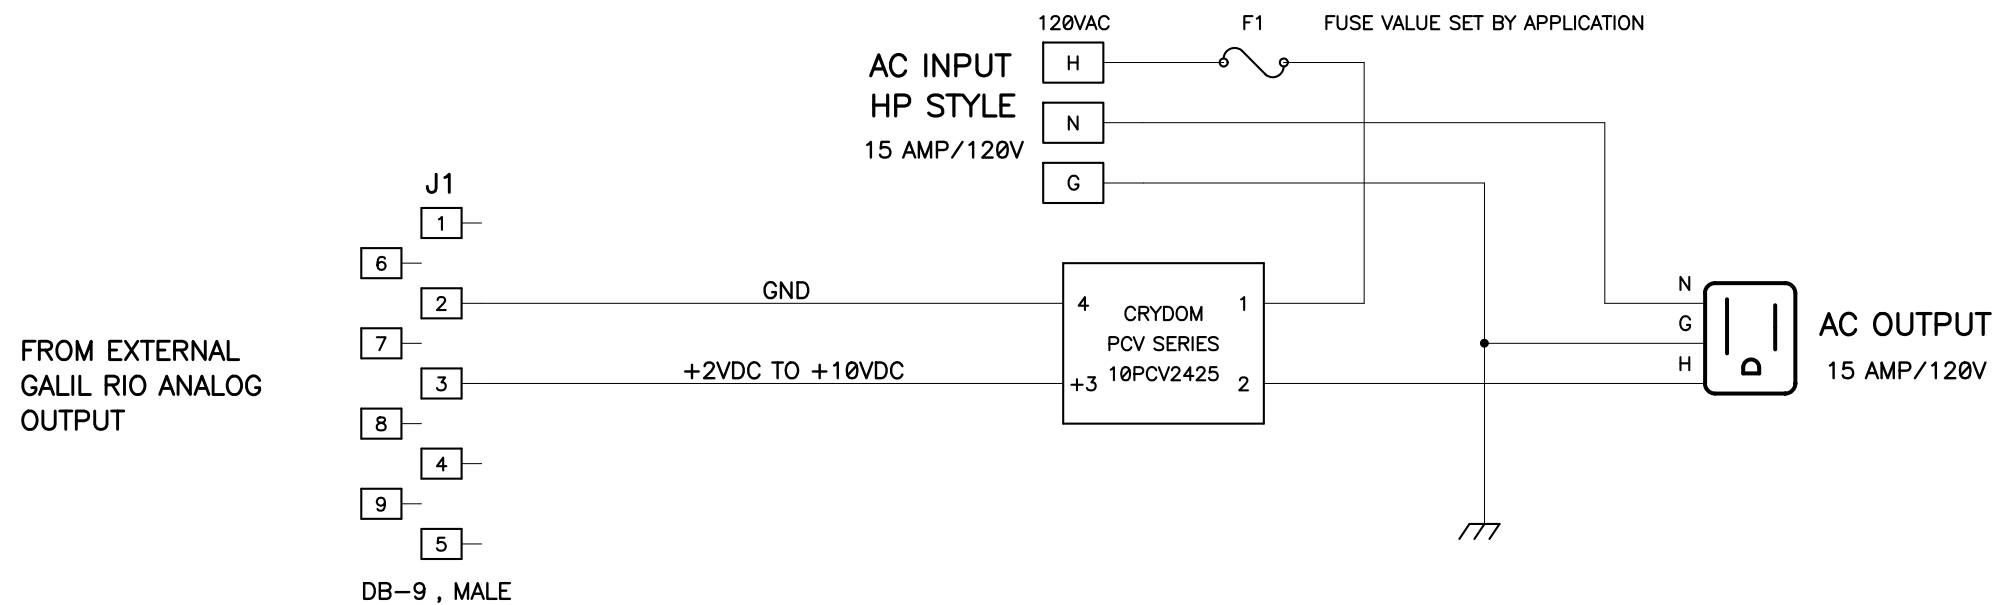 120VAC
F1
FUSE VALUE SET BY APPLICATION
AC INPUT
HP STYLE
15 AMP/120V
H
N
G
J1
1
6
2
7
3
8
4
9
5
DB-9 , MALE
FROM EXTERNAL
GALIL RIO ANALOG
OUTPUT
GND
+2VDC TO +10VDC
4
+3
CRYDOM
PCV SERIES
10PCV2425
1
2
N
G
H
AC OUTPUT
15 AMP/120V